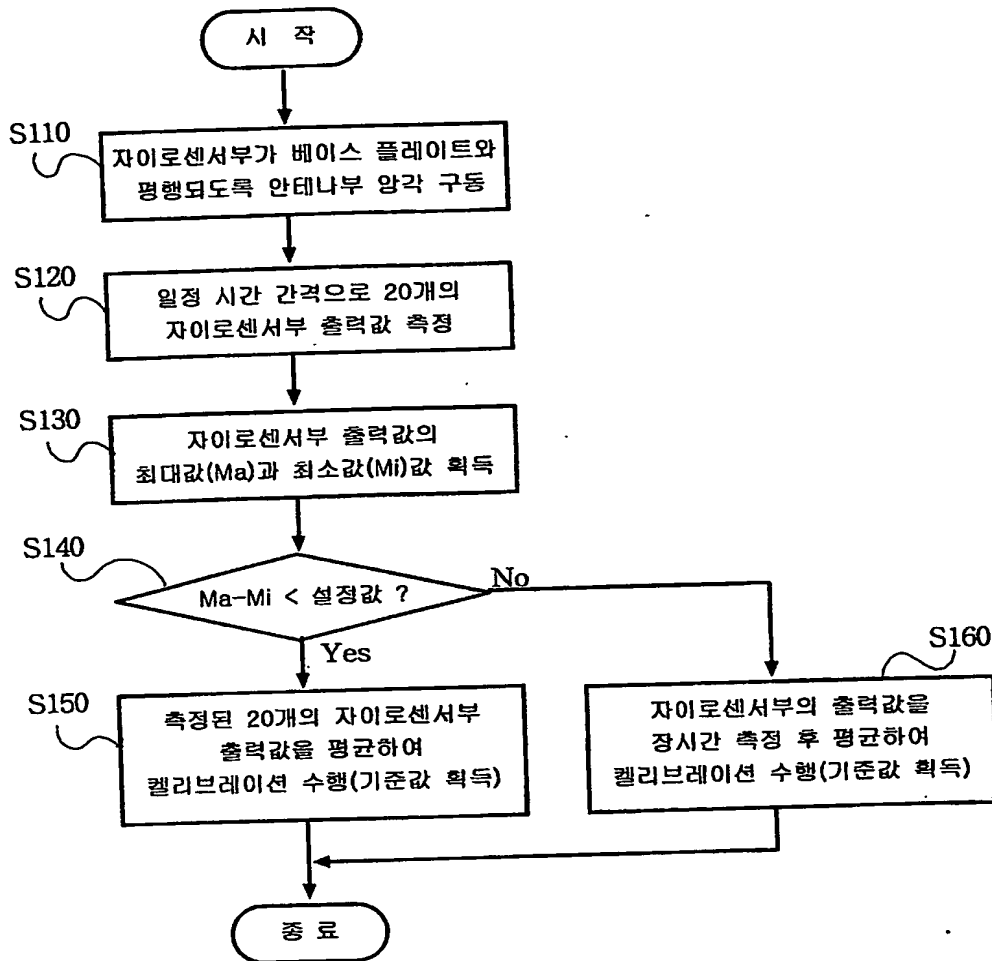 시 작
S110
자이로센서부가 베이스 플레이트와
평행되도록 안테나부 앙각 구동
S120
일정 시간 간격으로 20개의
자이로센서부 출력값 측정
S130
자이로센서부 출력값의
최대값(Ma)과 최소값(Mi)값 획득
S140
Ma-Mi < 설정값 ?
No
Yes
S150
측정된 20개의 자이로센서부
출력값을 평균하여
켈리브레이션 수행(기준값 획득)
S160
자이로센서부의 출력값을
장시간 측정 후 평균하여
켈리브레이션 수행(기준값 획득)
종 료